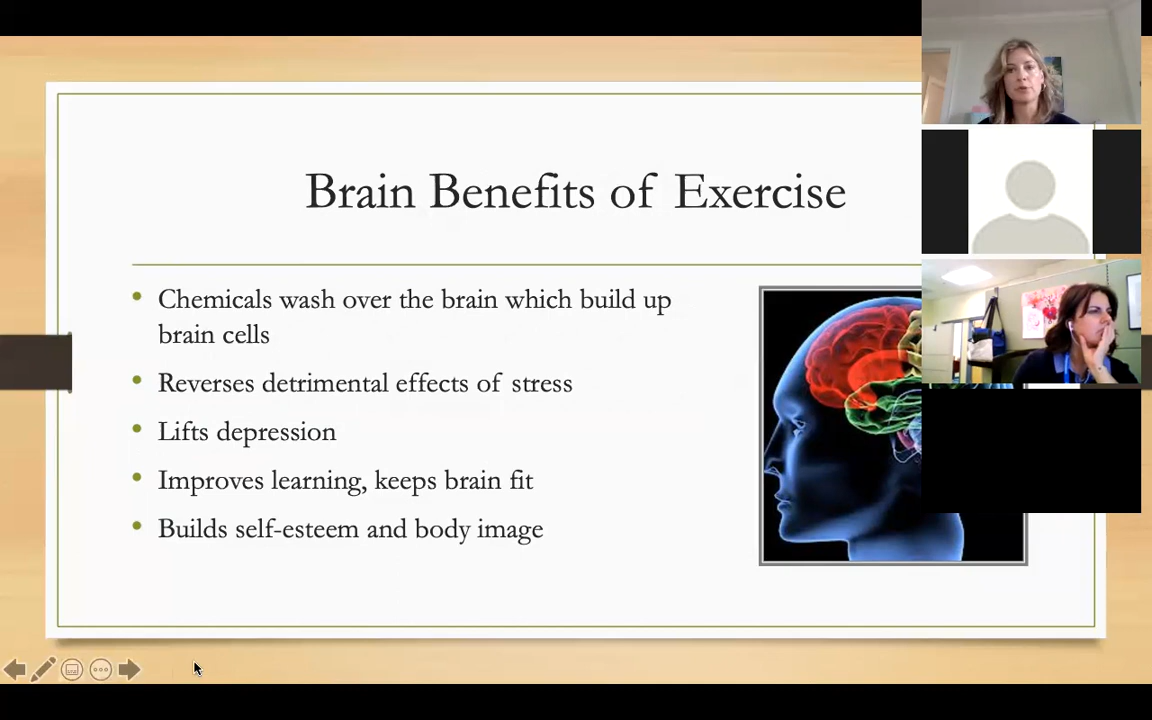 Brain Benefits of Exercise
• Chemicals wash over the brain which build up
brain cells
• Reverses detrimental effects of stress
• Lifts depression
• Improves learning, keeps brain fit
• Builds self-esteem and body image